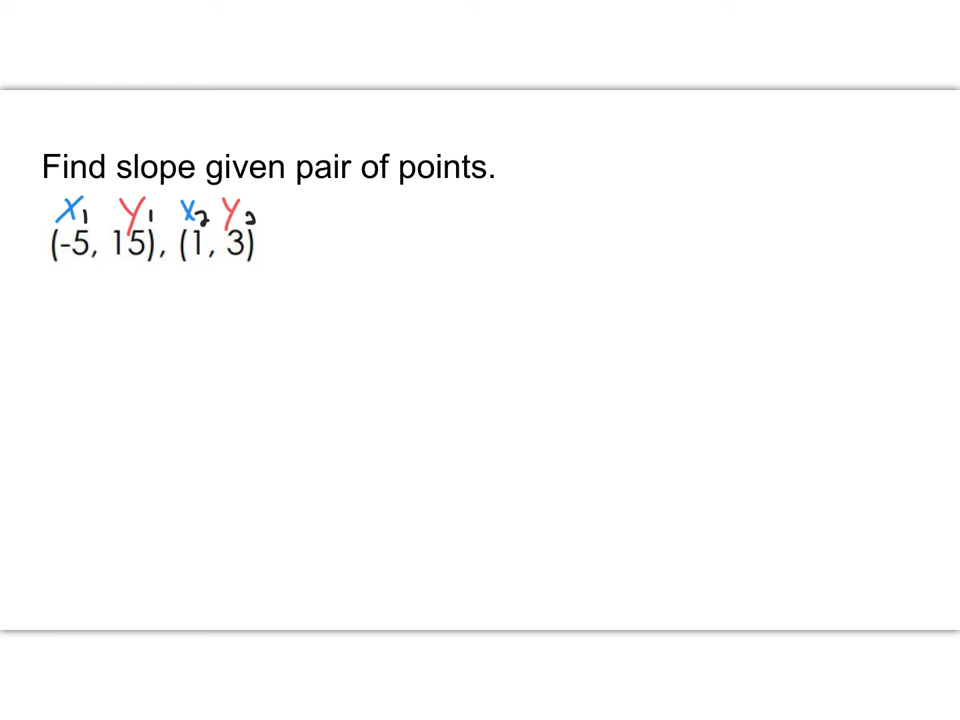 Find slope given pair of points.
x1 y1 x2 y2
(-5, 15), (1, 3)